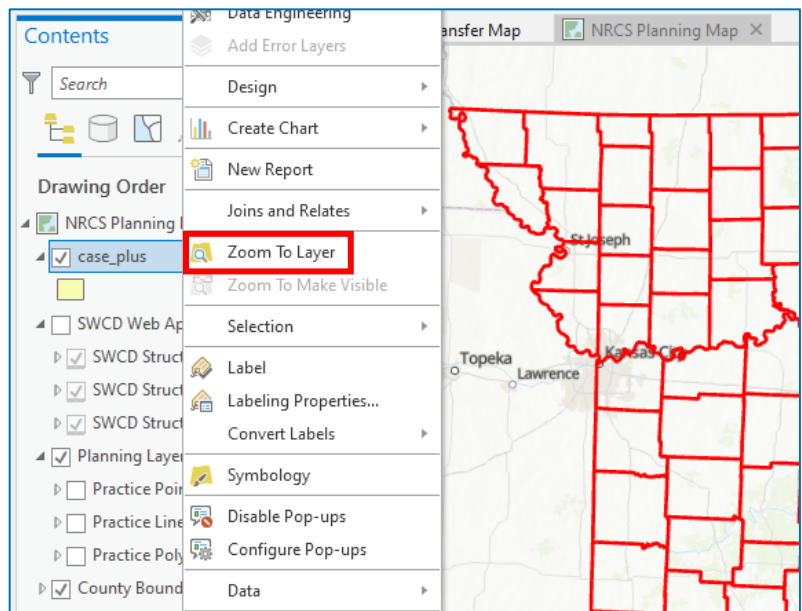 Contents
Search
Drawing Order
NRCS Planning
case_plus
SWCD Web Ap
SWCD Struct
SWCD Struct
SWCD Struct
Planning Layer
Practice Poin
Practice Line
Practice Poly
County Bound
Data Engineering
Add Error Layers
Design
Create Chart
New Report
Joins and Relates
Zoom To Layer
Zoom To Make Visible
Selection
Label
Labeling Properties...
Convert Labels
Symbology
Disable Pop-ups
Configure Pop-ups
Data
ansfer Map
NRCS Planning Map
St Joseph
Kansas City
Topeka
Lawrence